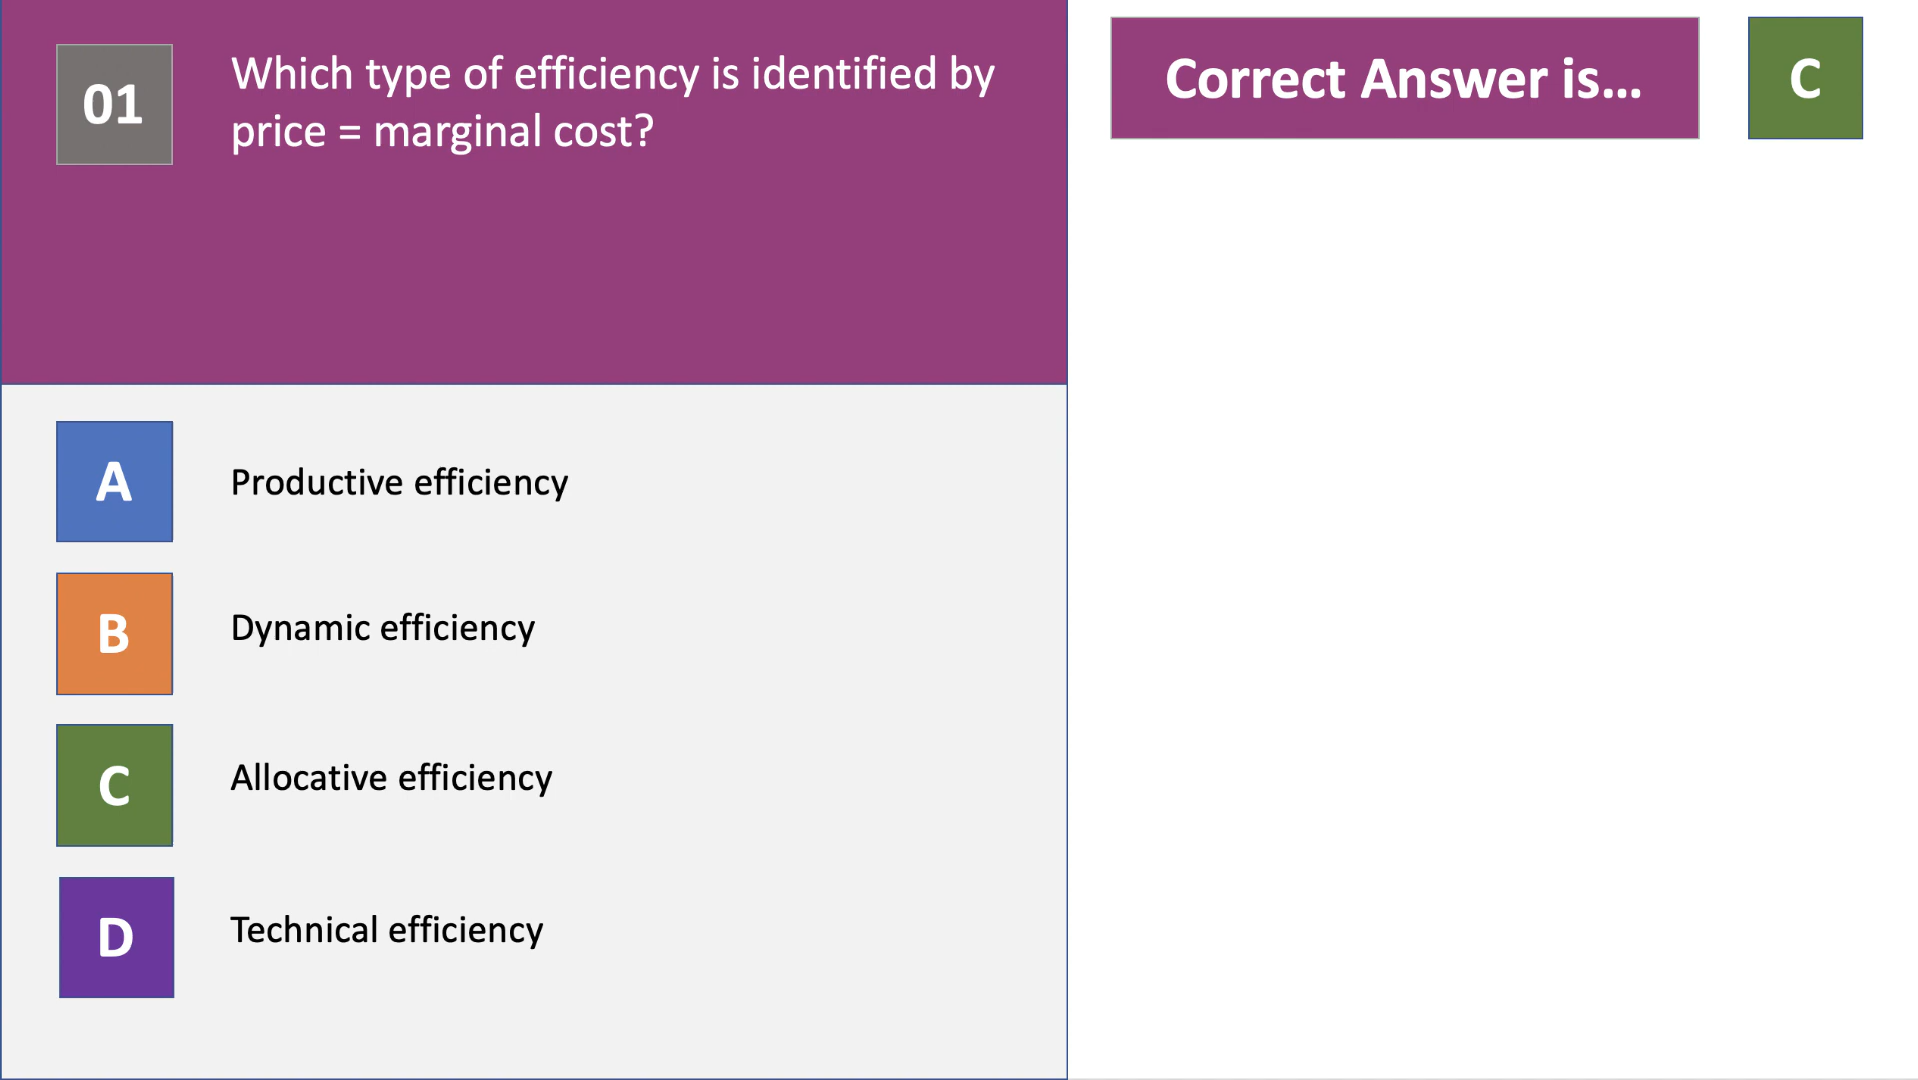 01
Which type of efficiency is identified by
price = marginal cost?
A
Productive efficiency
B
Dynamic efficiency
C
Allocative efficiency
D
Technical efficiency
Correct Answer is...
C